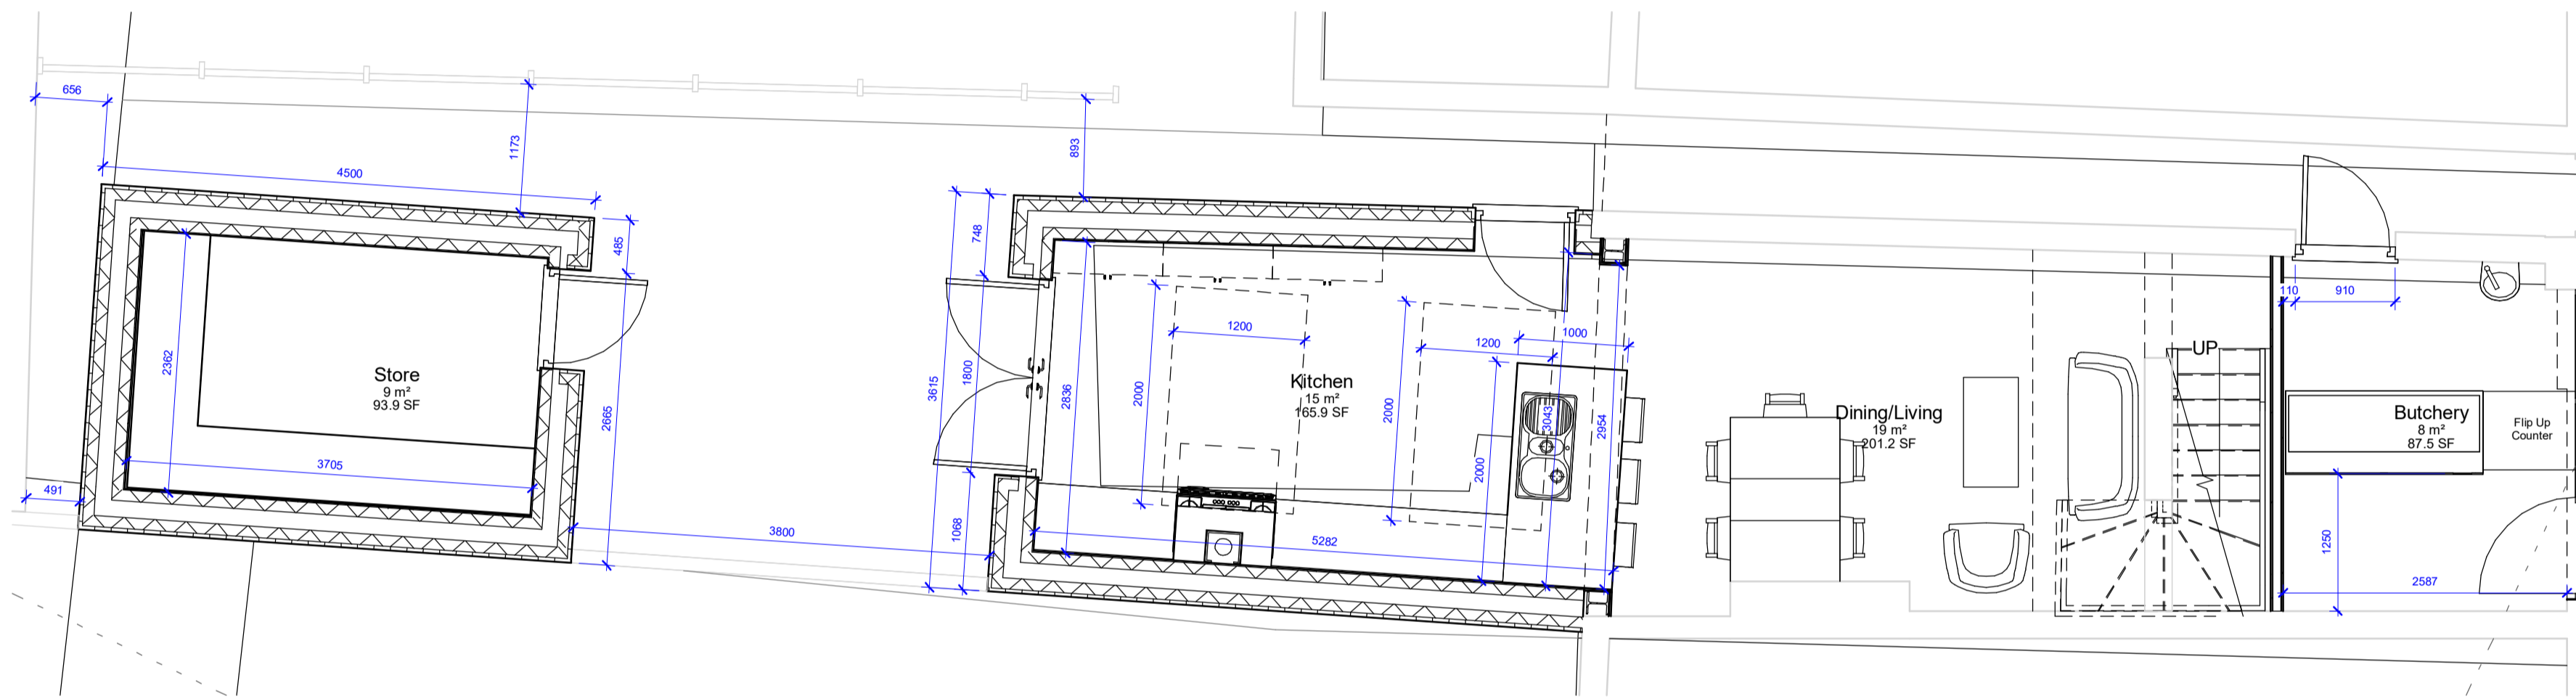 656
4500
1173
485
2362
Store
9 m²
93.9 SF
3705
491
2665
3800
893
748
3615
1800
1068
2836
2000
1200
Kitchen
15 m²
165.9 SF
1200
1000
2000
3043
2954
2000
5282
Dining/Living
19 m²
201.2 SF
UP
110
910
Butchery
8 m²
87.5 SF
Flip Up
Counter
1250
2587